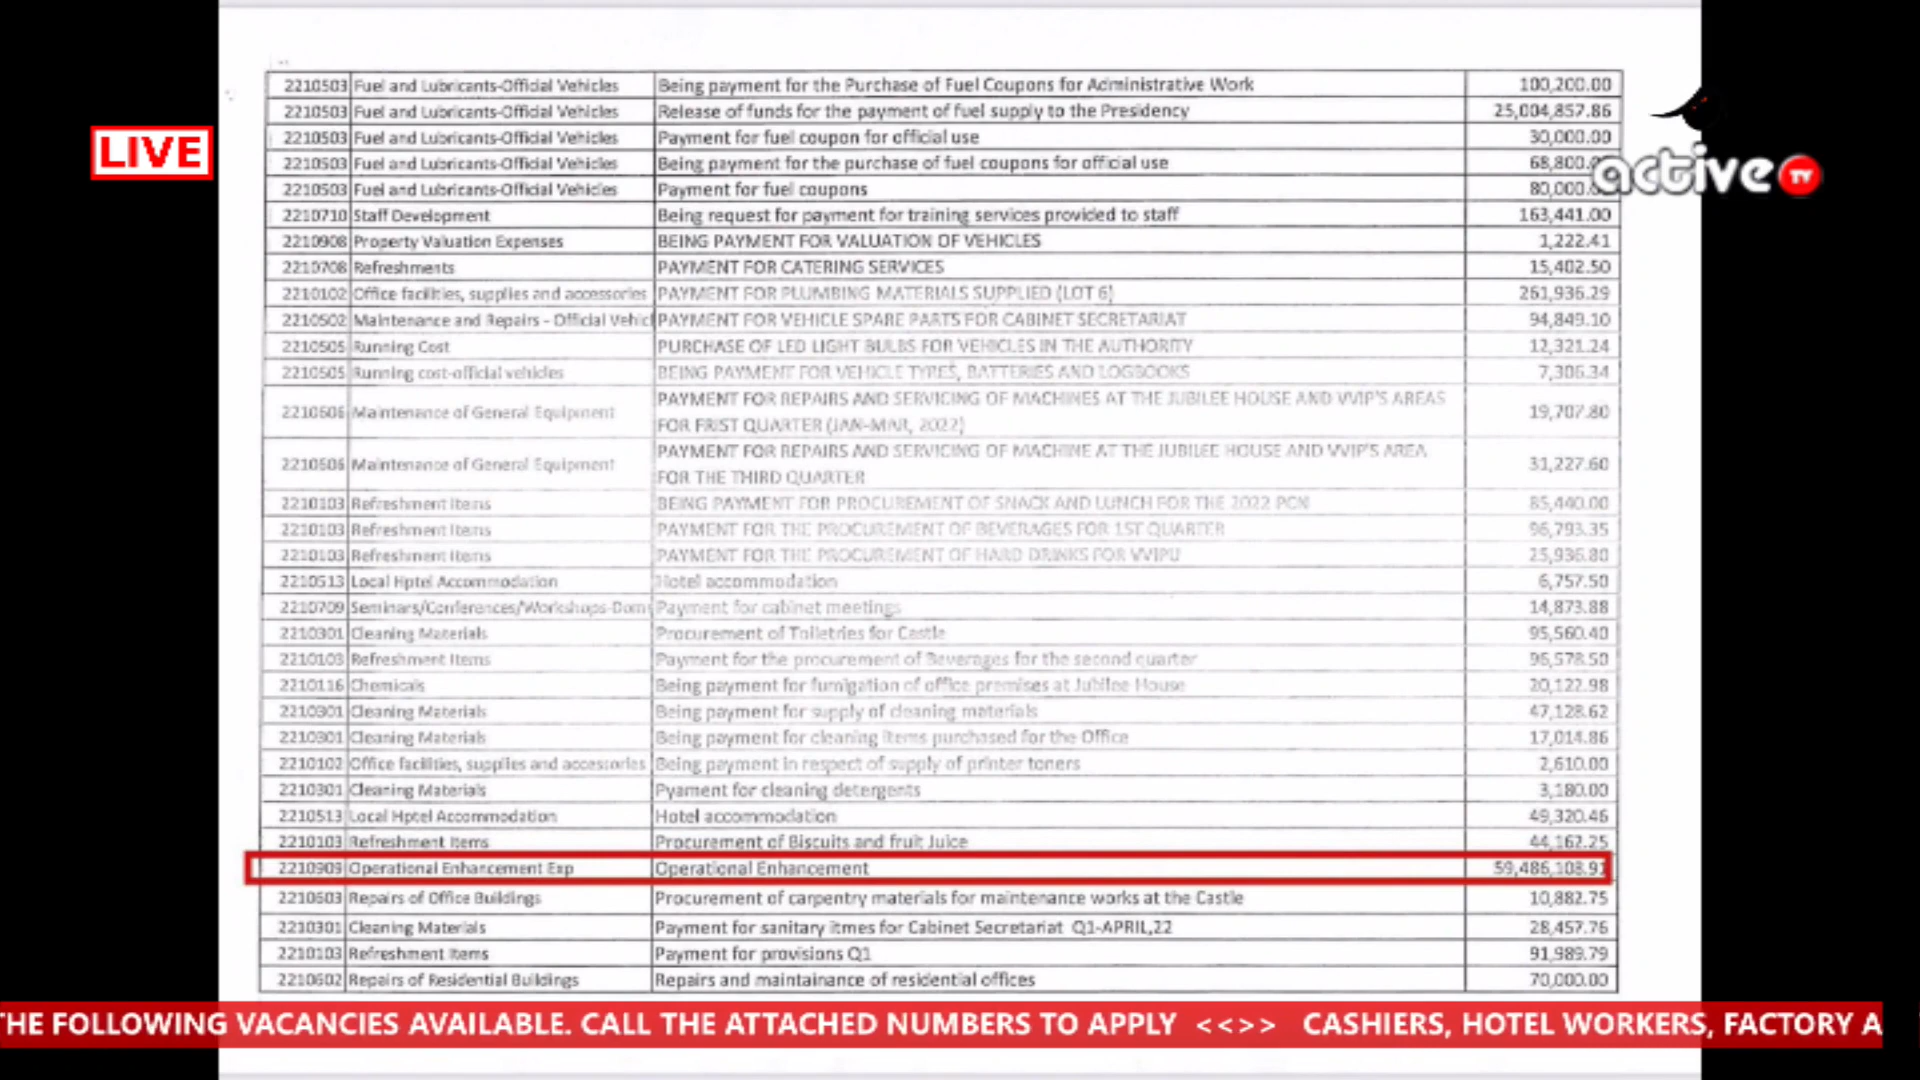 2210503 Fuel and Lubricants-Official Vehicles Being payment for the Purchase of Fuel Coupons for Administrative Work 100,200.00
2210503 Fuel and Lubricants-Official Vehicles Release of funds for the payment of fuel supply to the Presidency 25,004,857.86
LIVE
2210503 Fuel and Lubricants-Official Vehicles Payment for fuel coupon for official use 30,000.00
2210503 Fuel and Lubricants-Official Vehicles Being payment for the purchase of fuel coupons for official use 68,800.
active TV
2210503 Fuel and Lubricants-Official Vehicles Payment for fuel coupons 80,000.
2210710 Staff Development Being request for payment for training services provided to staff 163,441.00
2210908 Property Valuation Expenses BEING PAYMENT FOR VALUATION OF VEHICLES 1,222.41
2210708 Refreshments PAYMENT FOR CATERING SERVICES 15,402.50
2210102 Office facilities, supplies and accessories PAYMENT FOR PLUMBING MATERIALS SUPPLIED (LOT 6) 261,936.29
2210502 Maintenance and Repairs - Official Vehicl PAYMENT FOR VEHICLE SPARE PARTS FOR CABINET SECRETARIAT 94,849.10
2210505 Running Cost PURCHASE OF LED LIGHT BULBS FOR VEHICLES IN THE AUTHORITY 12,321.24
2210505 Running cost-official vehicles BEING PAYMENT FOR VEHICLE TYRES, BATTERIES AND LOGBOOKS 7,306.34
2210606 Maintenance of General Equipment PAYMENT FOR REPAIRS AND SERVICING OF MACHINES AT THE JUBILEE HOUSE AND VVIP'S AREAS
FOR FRIST QUARTER (JAN-MAR, 2022) 19,707.80
2210606 Maintenance of General Equipment PAYMENT FOR REPAIRS AND SERVICING OF MACHINE AT THE JUBILEE HOUSE AND VVIP'S AREA
FOR THE THIRD QUARTER 31,227.60
2210103 Refreshment Items BEING PAYMENT FOR PROCUREMENT OF SNACK AND LUNCH FOR THE 2022 PCN 85,440.00
2210103 Refreshment Items PAYMENT FOR THE PROCUREMENT OF BEVERAGES FOR 1ST QUARTER 96,793.35
2210103 Refreshment Items PAYMENT FOR THE PROCUREMENT OF HARD DRINKS FOR VVIPU 25,936.80
2210513 Local Hptel Accommodation Hotel accommodation 6,757.50
2210709 Seminars/Conferences/Workshops-Dom Payment for cabinet meetings 14,873.88
2210301 Cleaning Materials Procurement of Toiletries for Castle 95,560.40
2210103 Refreshment Items Payment for the procurement of Beverages for the second quarter 96,578.50
2210116 Chemicals Being payment for fumigation of office premises at Jubilee House 20,122.98
2210301 Cleaning Materials Being payment for supply of cleaning materials 47,128.62
2210301 Cleaning Materials Being payment for cleaning items purchased for the Office 17,014.86
2210102 Office facilities, supplies and accessories Being payment in respect of supply of printer toners 2,610.00
2210301 Cleaning Materials Pyament for cleaning detergents 3,180.00
2210513 Local Hptel Accommodation Hotel accommodation 49,320.46
2210103 Refreshment Items Procurement of Biscuits and fruit Juice 44,162.25
2210909 Operational Enhancement Exp Operational Enhancement 59,486,108.91
2210603 Repairs of Office Buildings Procurement of carpentry materials for maintenance works at the Castle 10,882.75
2210301 Cleaning Materials Payment for sanitary itmes for Cabinet Secretariat Q1-APRIL,22 28,457.76
2210103 Refreshment Items Payment for provisions Q1 91,989.79
2210602 Repairs of Residential Buildings Repairs and maintainance of residential offices 70,000.00
THE FOLLOWING VACANCIES AVAILABLE. CALL THE ATTACHED NUMBERS TO APPLY <<>> CASHIERS, HOTEL WORKERS, FACTORY A